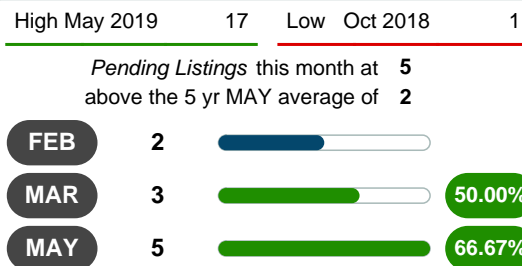 High May 2019 17 Low Oct 2018 1
Pending Listings this month at 5
above the 5 yr MAY average of 2
FEB 2
MAR 3 50.00%
MAY 5 66.67%